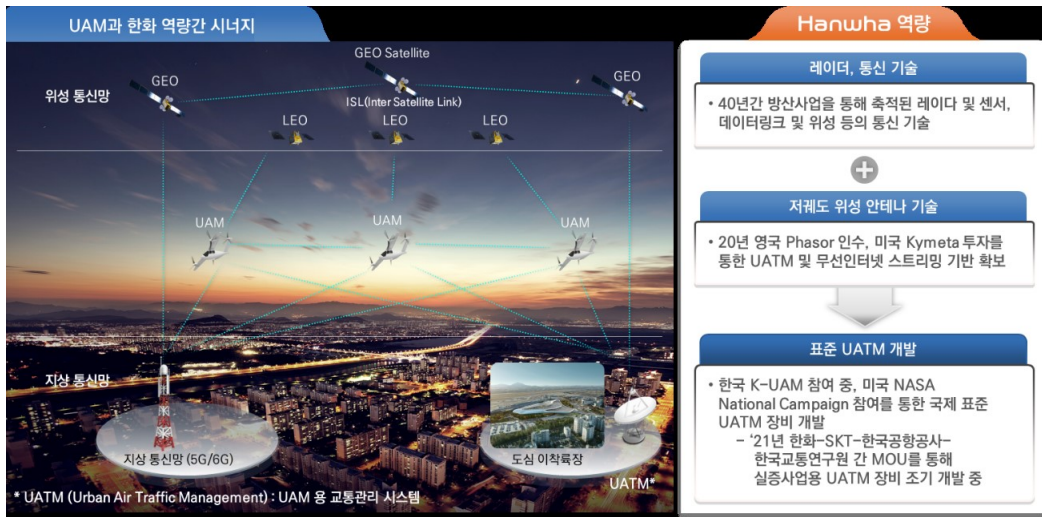 UAM과 한화 역량간 시너지
GEO Satellite
GEO
GEO
위성 통신망
ISL(Inter Satellite Link)
LEO
LEO
LEO
UAM
UAM
UAM
지상 통신망
지상 통신망 (5G/6G)
도심 이착륙장
UATM*
* UATM (Urban Air Traffic Management) : UAM 용 교통관리 시스템
Hanwha 역량
레이더, 통신 기술
• 40년간 방산사업을 통해 축적된 레이다 및 센서,
데이터링크 및 위성 등의 통신 기술
저궤도 위성 안테나 기술
• 20년 영국 Phasor 인수, 미국 Kymeta 투자를
통한 UATM 및 무선인터넷 스트리밍 기반 확보
표준 UATM 개발
• 한국 K-UAM 참여 중, 미국 NASA
National Campaign 참여를 통한 국제 표준
UATM 장비 개발
– ‘21년 한화-SKT-한국공항공사-
한국교통연구원 간 MOU를 통해
실증사업용 UATM 장비 조기 개발 중